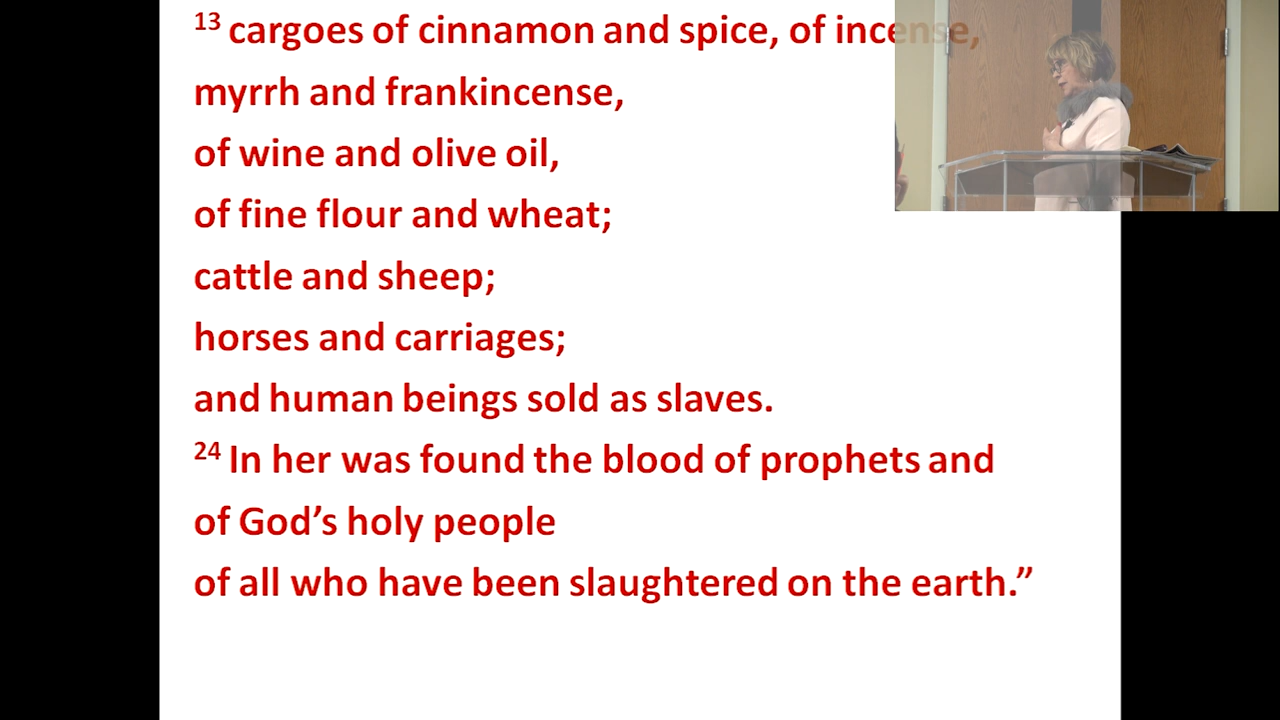 13 cargoes of cinnamon and spice, of incense,
myrrh and frankincense,
of wine and olive oil,
of fine flour and wheat;
cattle and sheep;
horses and carriages;
and human beings sold as slaves.
24 In her was found the blood of prophets and
of God’s holy people
of all who have been slaughtered on the earth.”